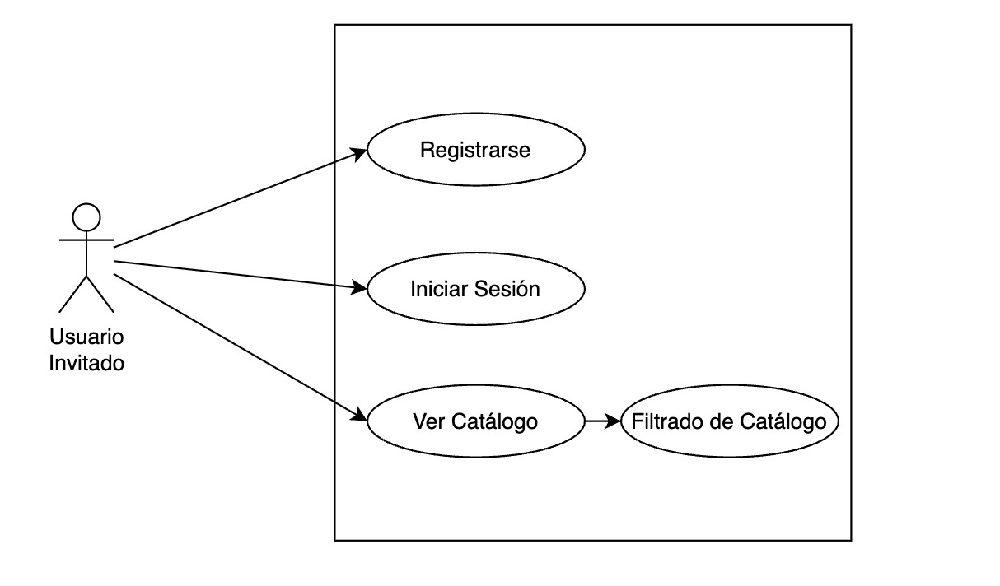 Registrarse
Usuario
Invitado
Iniciar Sesión
Ver Catálogo
Filtrado de Catálogo